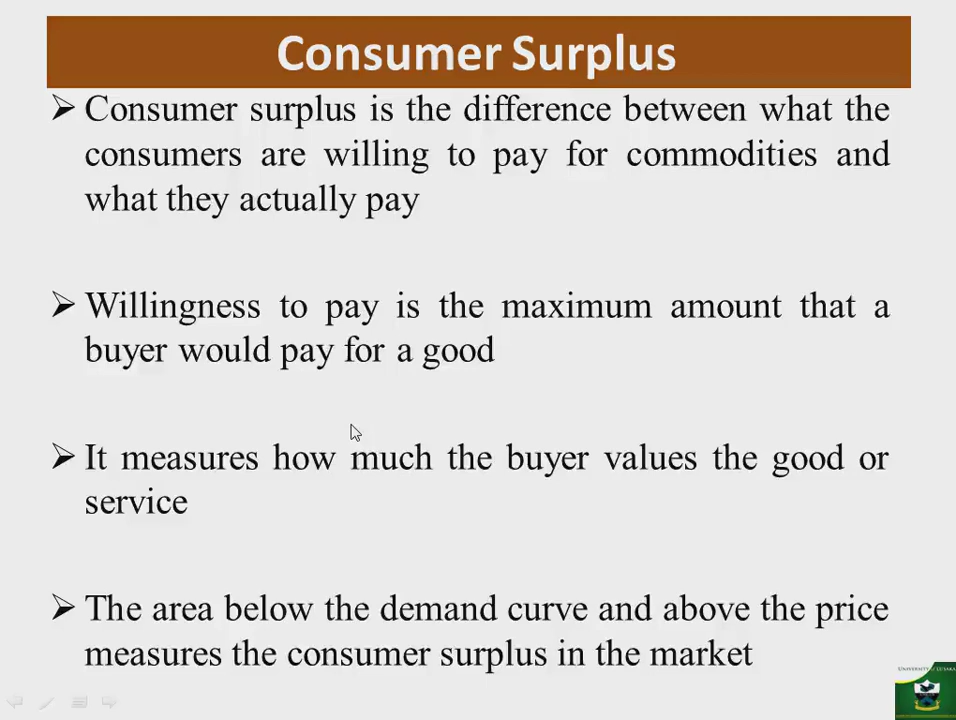 Consumer Surplus
➢ Consumer surplus is the difference between what the
consumers are willing to pay for commodities and
what they actually pay
➢ Willingness to pay is the maximum amount that a
buyer would pay for a good
➢ It measures how much the buyer values the good or
service
➢ The area below the demand curve and above the price
measures the consumer surplus in the market